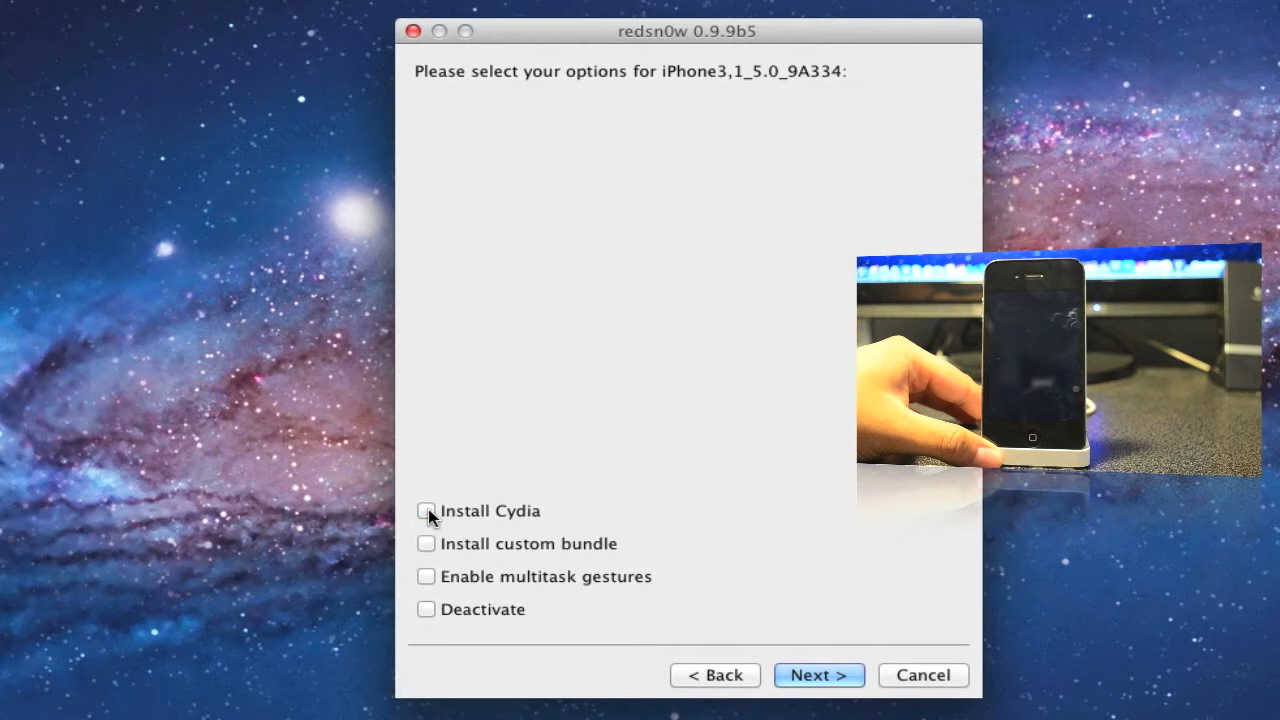 redsn0w 0.9.9b5
Please select your options for iPhone3,1_5.0_9A334:
Install Cydia
Install custom bundle
Enable multitask gestures
Deactivate
< Back
Next >
Cancel